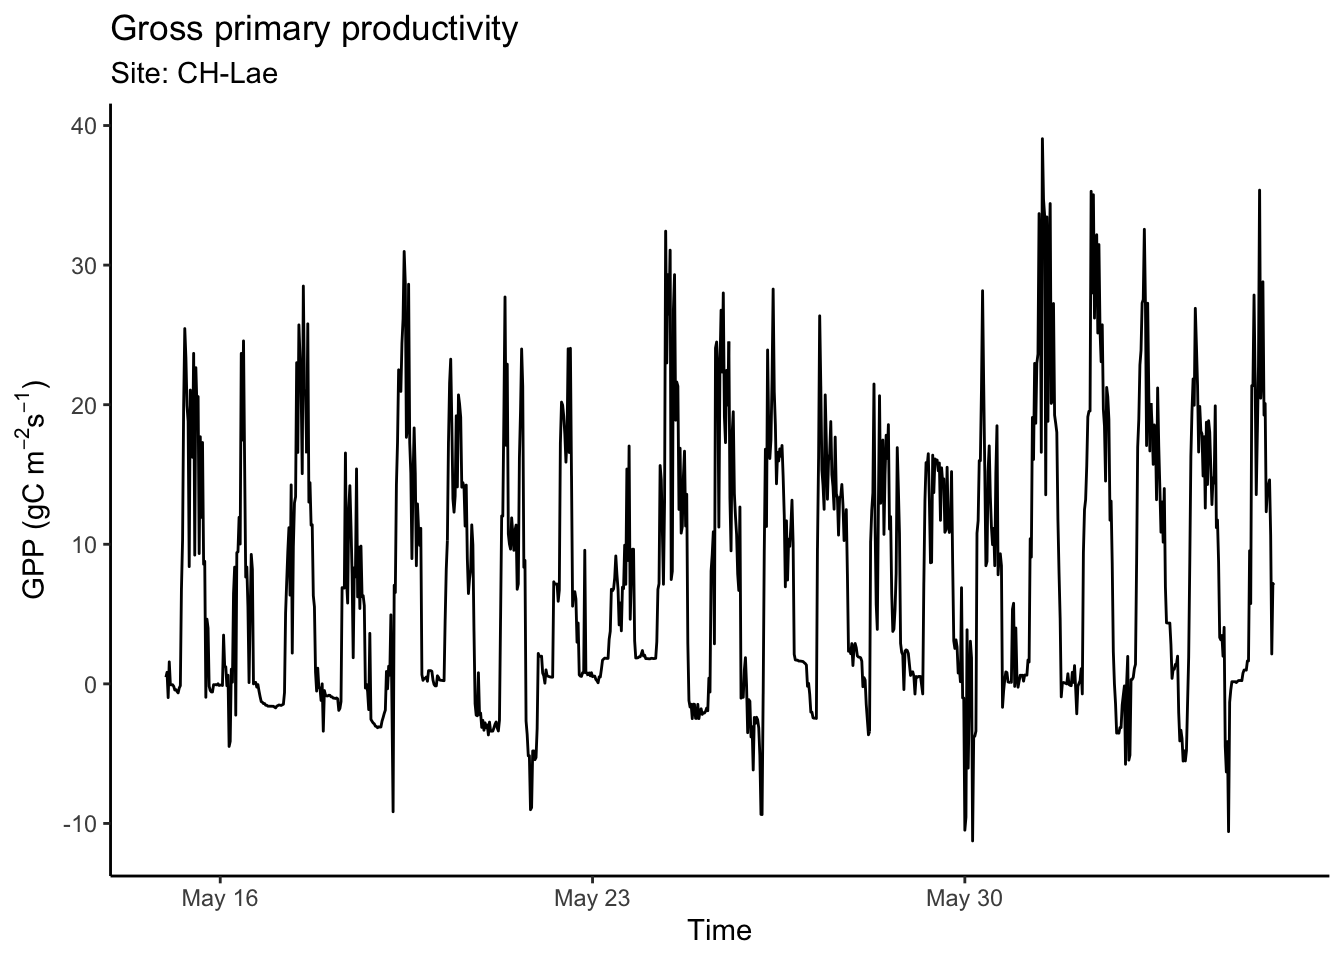 Gross primary productivity
Site: CH-Lae
40
30
20
10
0
-10
GPP (gC m⁻²s⁻¹)
May 16 May 23 May 30
Time